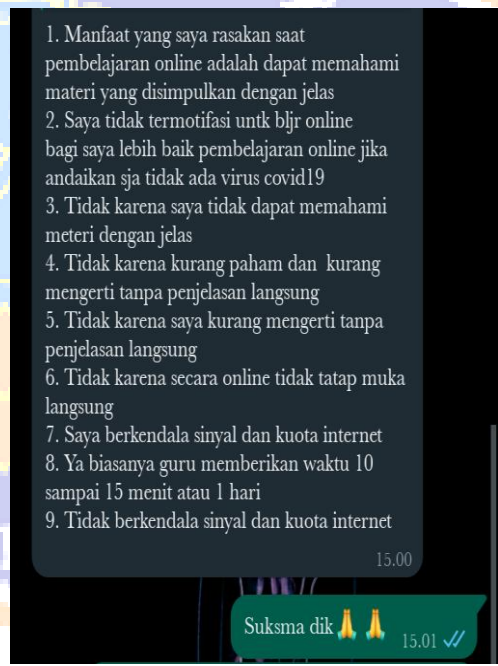 1. Manfaat yang saya rasakan saat
pembelajaran online adalah dapat memahami
materi yang disimpulkan dengan jelas
2. Saya tidak termotifasi untk bljr online
bagi saya lebih baik pembelajaran online jika
andaikan sja tidak ada virus covid19
3. Tidak karena saya tidak dapat memahami
meteri dengan jelas
4. Tidak karena kurang paham dan kurang
mengerti tanpa penjelasan langsung
5. Tidak karena saya kurang mengerti tanpa
penjelasan langsung
6. Tidak karena secara online tidak tatap muka
langsung
7. Saya berkendala sinyal dan kuota internet
8. Ya biasanya guru memberikan waktu 10
sampai 15 menit atau 1 hari
9. Tidak berkendala sinyal dan kuota internet
15.00
Suksma dik🙏🙏
15.01